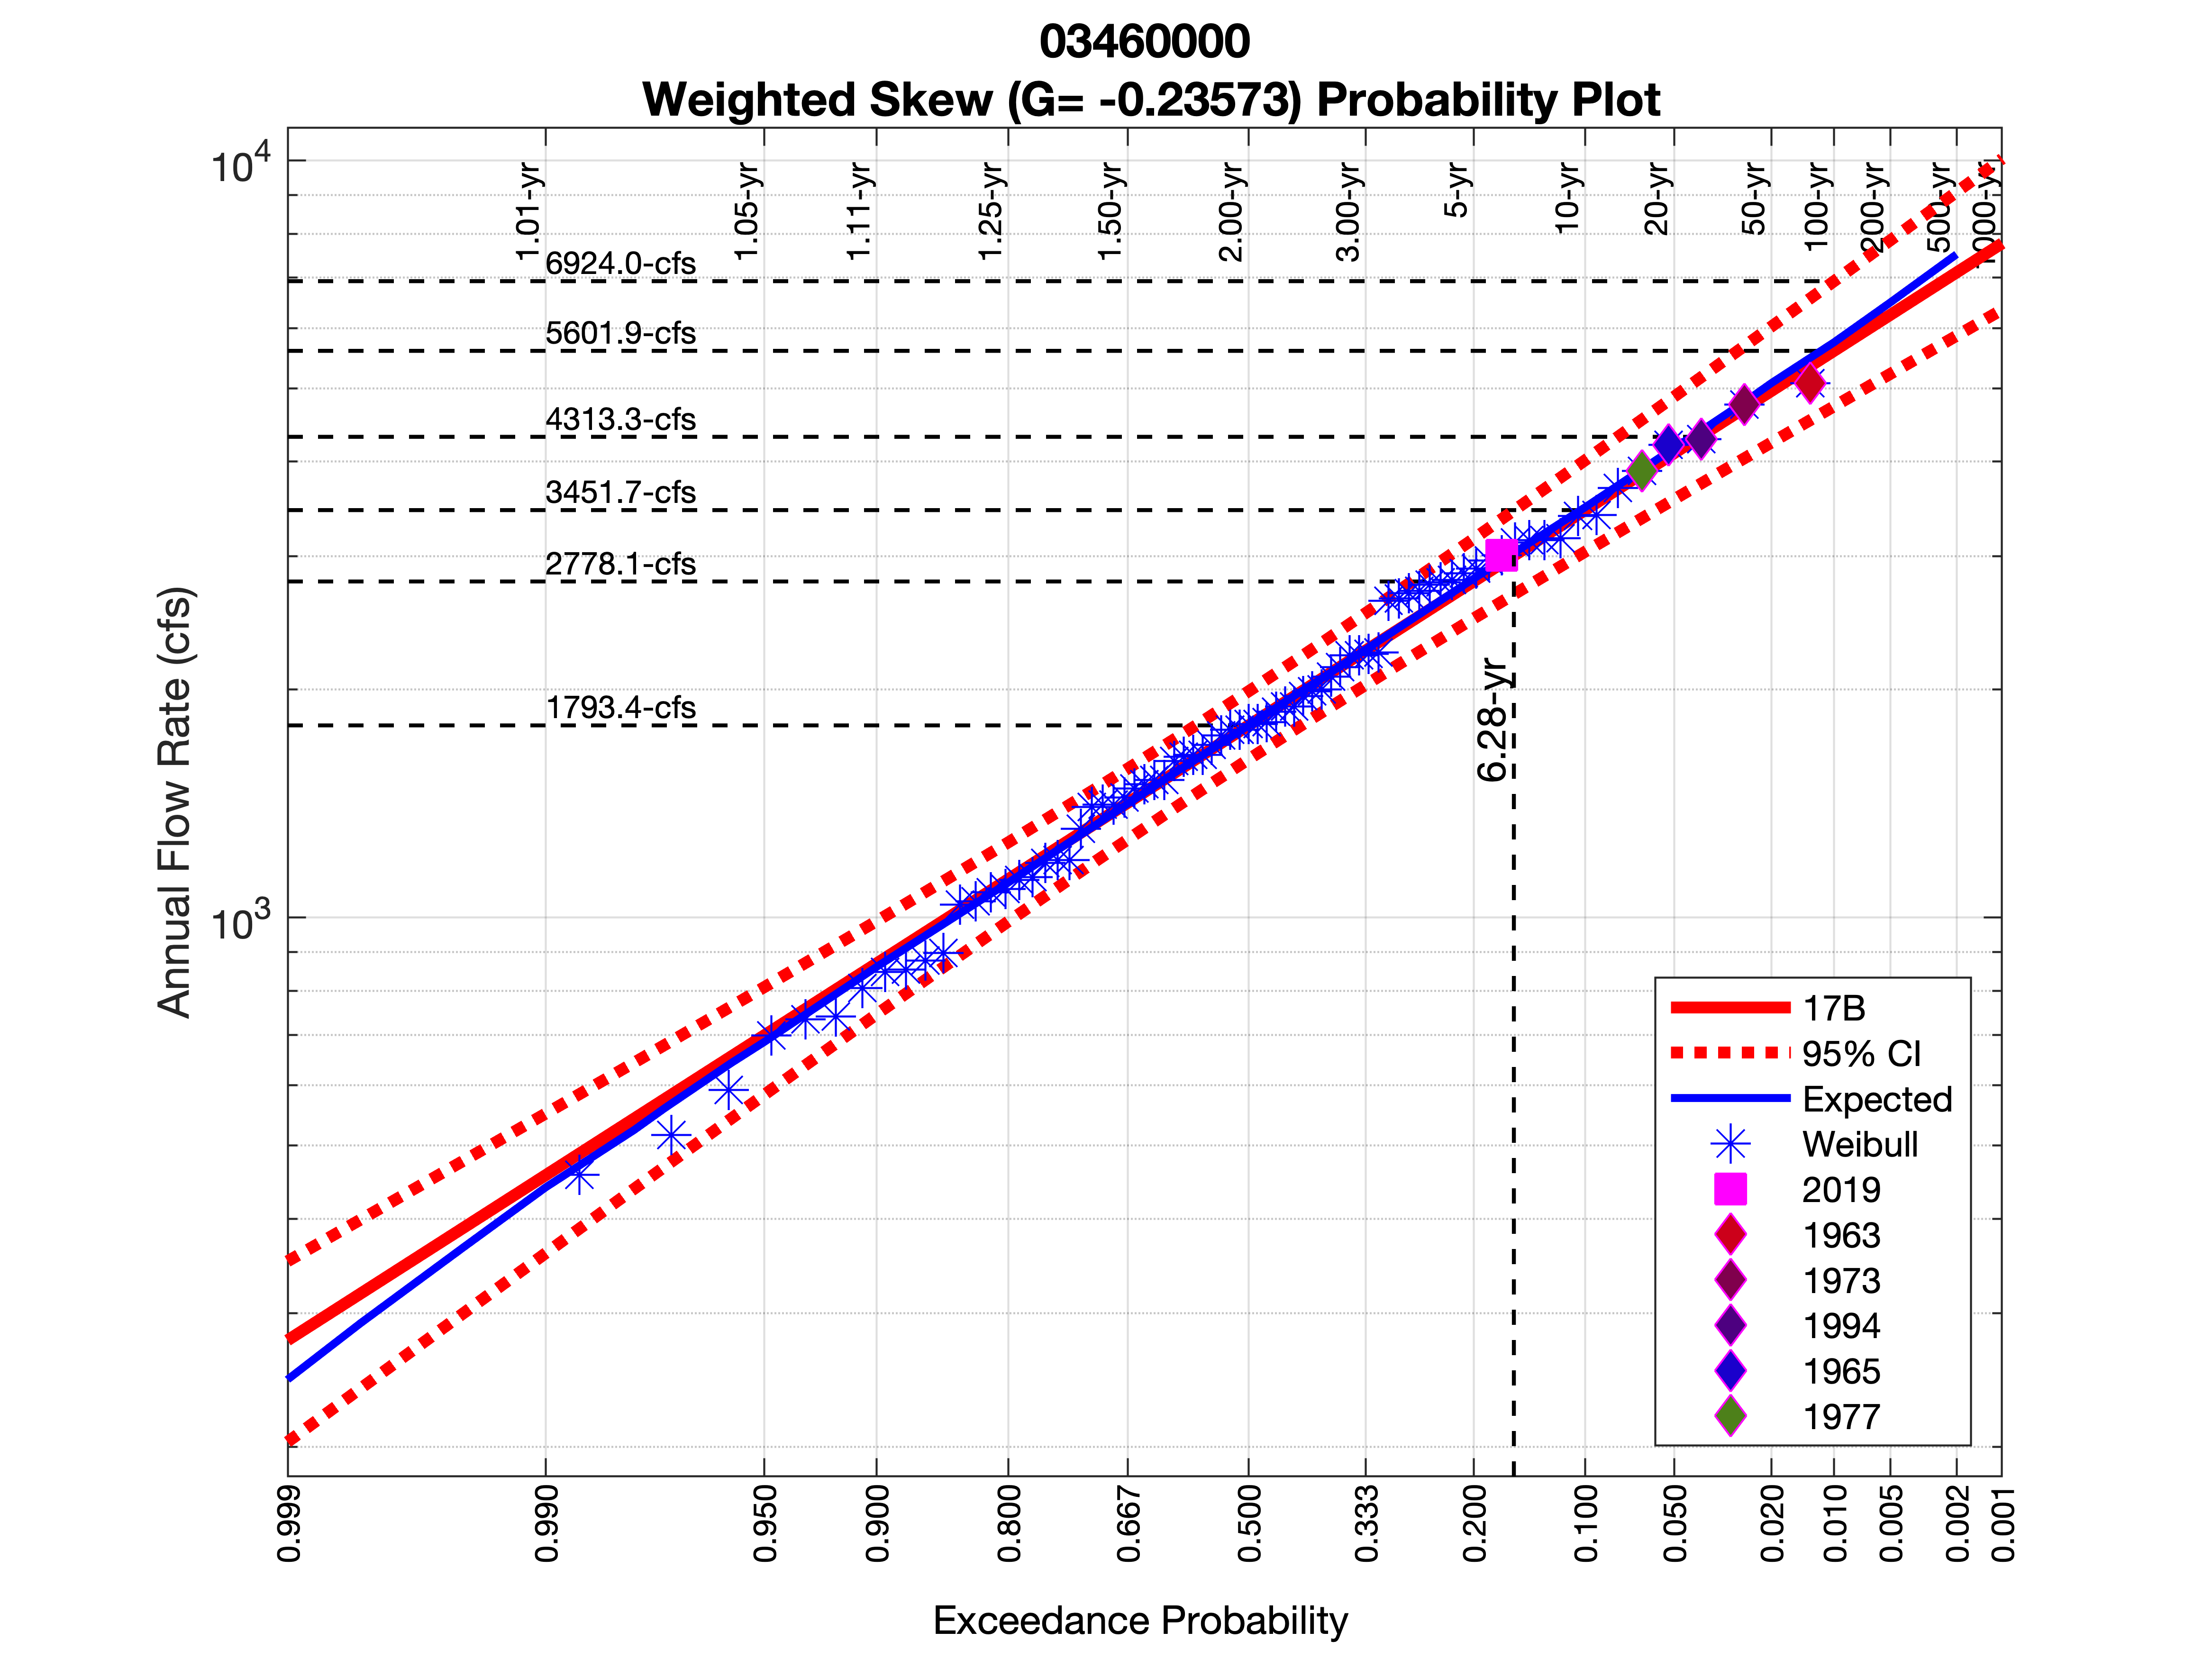 03460000
Weighted Skew (G= -0.23573) Probability Plot
10^4
10^3
Annual Flow Rate (cfs)
1.01-yr
1.05-yr
1.11-yr
1.25-yr
1.50-yr
2.00-yr
3.00-yr
5-yr
10-yr
20-yr
50-yr
100-yr
200-yr
500-yr
1000-yr
6924.0-cfs
5601.9-cfs
4313.3-cfs
3451.7-cfs
2778.1-cfs
1793.4-cfs
6.28-yr
17B
95% CI
Expected
Weibull
2019
1963
1973
1994
1965
1977
0.999
0.990
0.950
0.900
0.800
0.667
0.500
0.333
0.200
0.100
0.050
0.020
0.010
0.005
0.002
0.001
Exceedance Probability